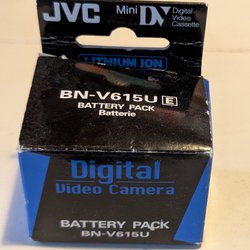 JVC Mini DV Digital Video Cassette
LITHIUM ION
BN-V615U E
BATTERY PACK
Batterie
Digital
Video Camera
BATTERY PACK
BN-V615U